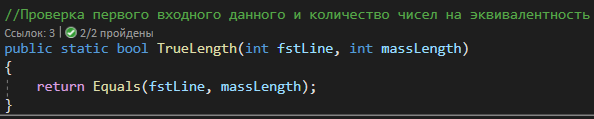 //Проверка первого входного данного и количество чисел на эквивалентность
Ссылок: 3 | 2/2 пройдены
public static bool TrueLength(int fstLine, int massLength)
{
return Equals(fstLine, massLength);
}